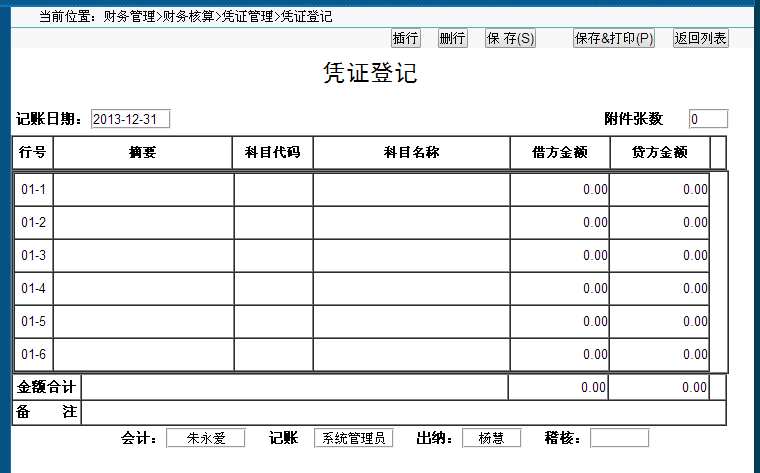 当前位置：财务管理>财务核算>凭证管理>凭证登记
插行 删行 保 存(S) 保存&打印(P) 返回列表
凭证登记
记账日期： 2013-12-31 附件张数 0
行号 摘要 科目代码 科目名称 借方金额 贷方金额
01-1 0.00 0.00
01-2 0.00 0.00
01-3 0.00 0.00
01-4 0.00 0.00
01-5 0.00 0.00
01-6 0.00 0.00
金额合计 0.00 0.00
备 注
会计： 朱永爱 记账 系统管理员 出纳： 杨慧 稽核：